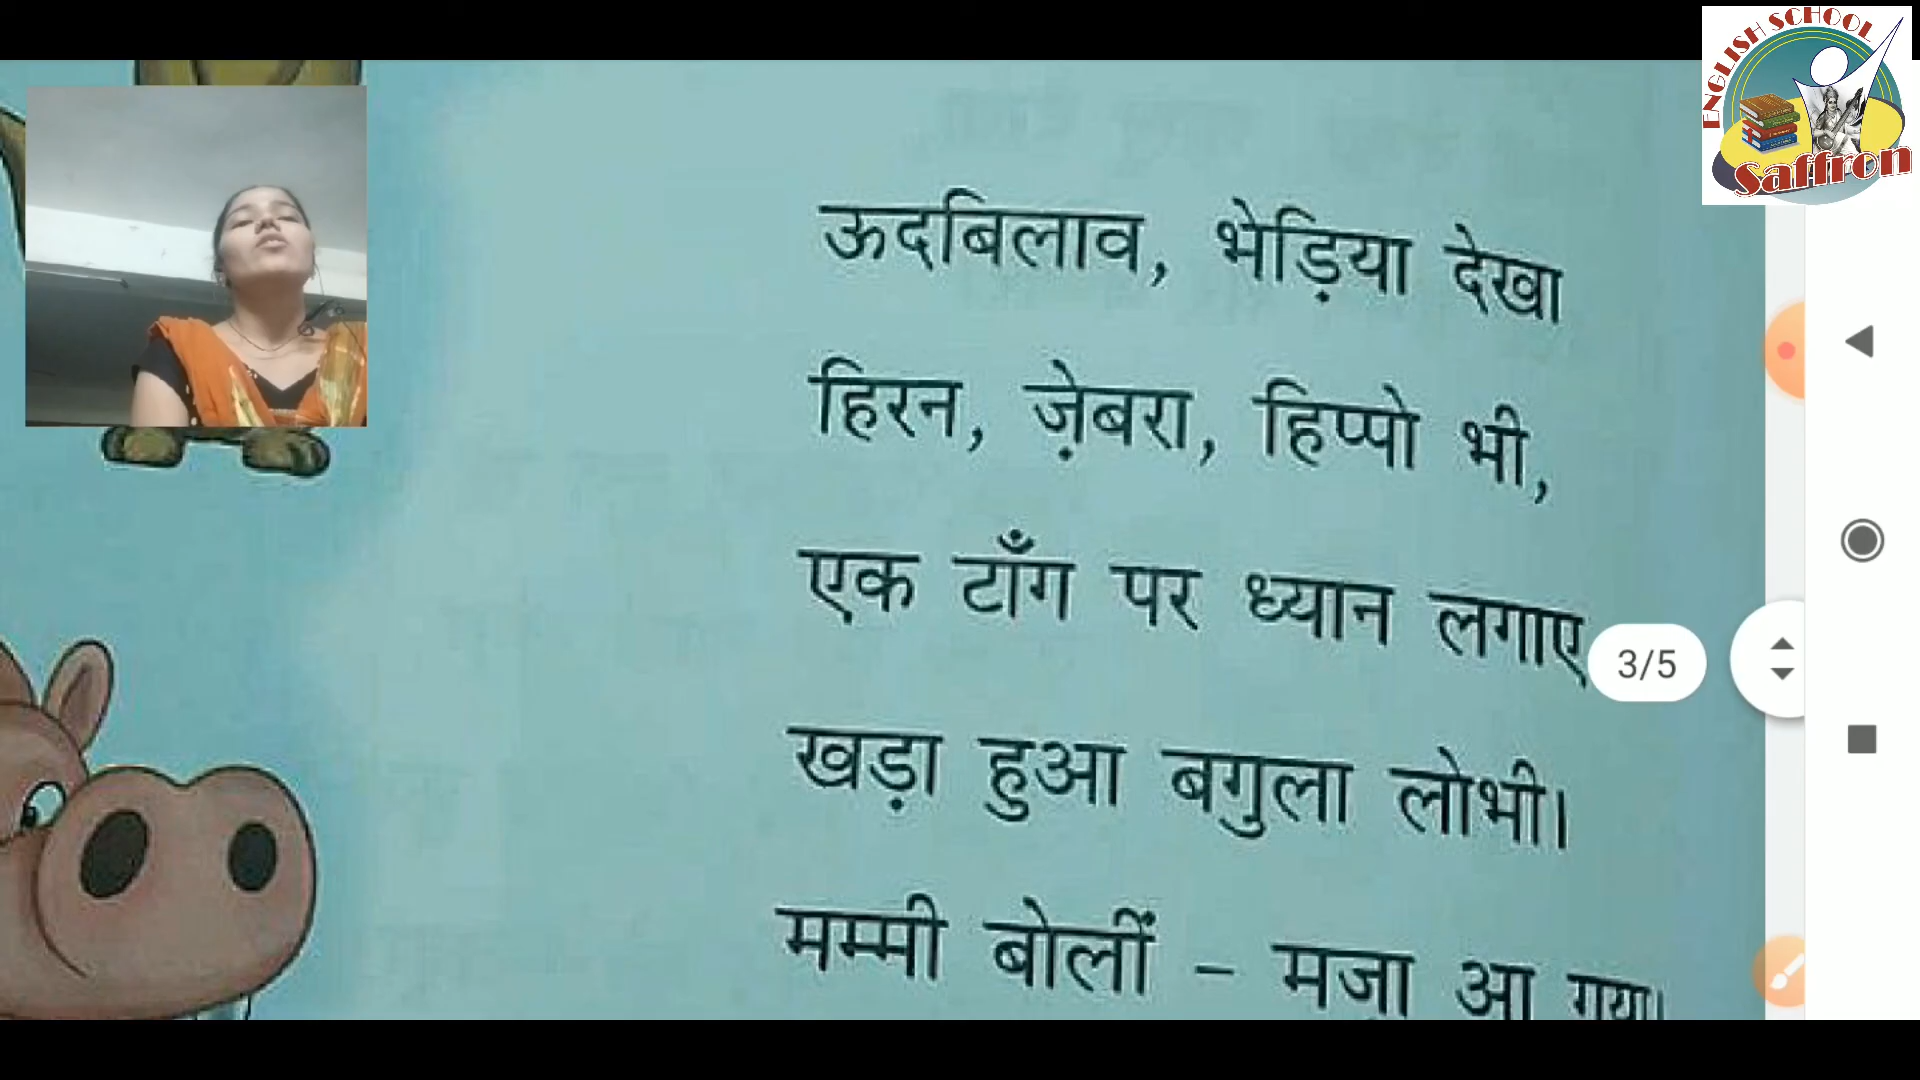 ENGLISH SCHOOL
Saffron
ऊदबिलाव, भेड़िया देखा
हिरन, ज़ेबरा, हिप्पो भी,
एक टाँग पर ध्यान लगाए
3/5
खड़ा हुआ बगुला लोभी।
मम्मी बोलीं – मजा आ गया।